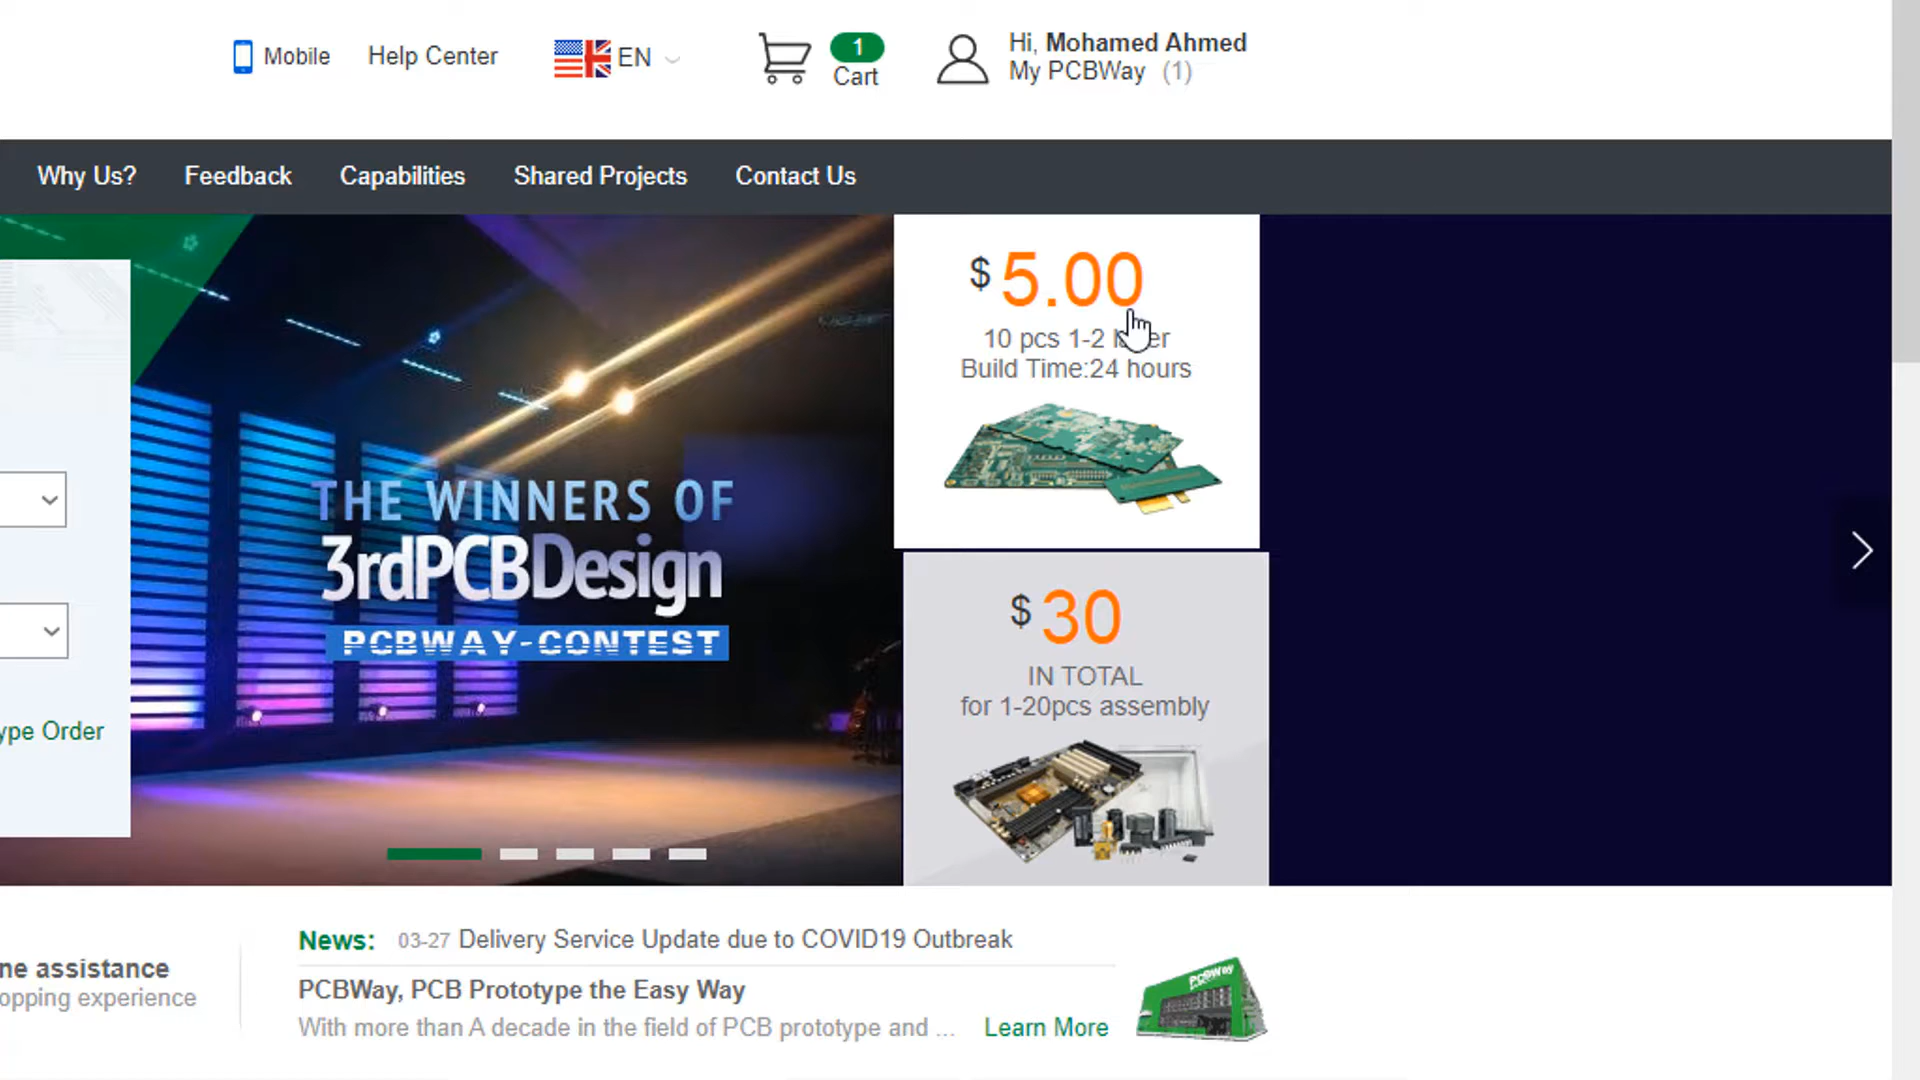 Mobile
Help Center
EN
1
Cart
Hi, Mohamed Ahmed
My PCBWay (1)
Why Us?
Feedback
Capabilities
Shared Projects
Contact Us
$ 5.00
10 pcs 1-2
Build Time:24 hours
THE WINNERS OF
3rdPCBDesign
PCBWAY-CONTEST
$ 30
IN TOTAL
for 1-20pcs assembly
ype Order
ne assistance
opping experience
News: 03-27 Delivery Service Update due to COVID19 Outbreak
PCBWay, PCB Prototype the Easy Way
With more than A decade in the field of PCB prototype and ... Learn More
PCBWay